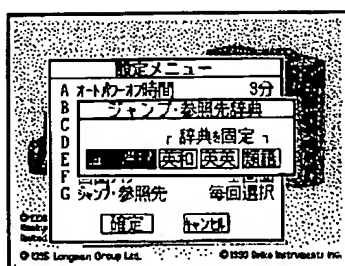 設定メニュー
A オートパワーオフ時間 3分
B ジャンプ・参照先辞典
C
D 「辞典を固定」
E 英和 英英 類語
F
G ジャンプ・参照先 毎回選択
確定 キャンセル
© 1995 Longman Group Ltd. © 1990 Seiko Instruments Inc.